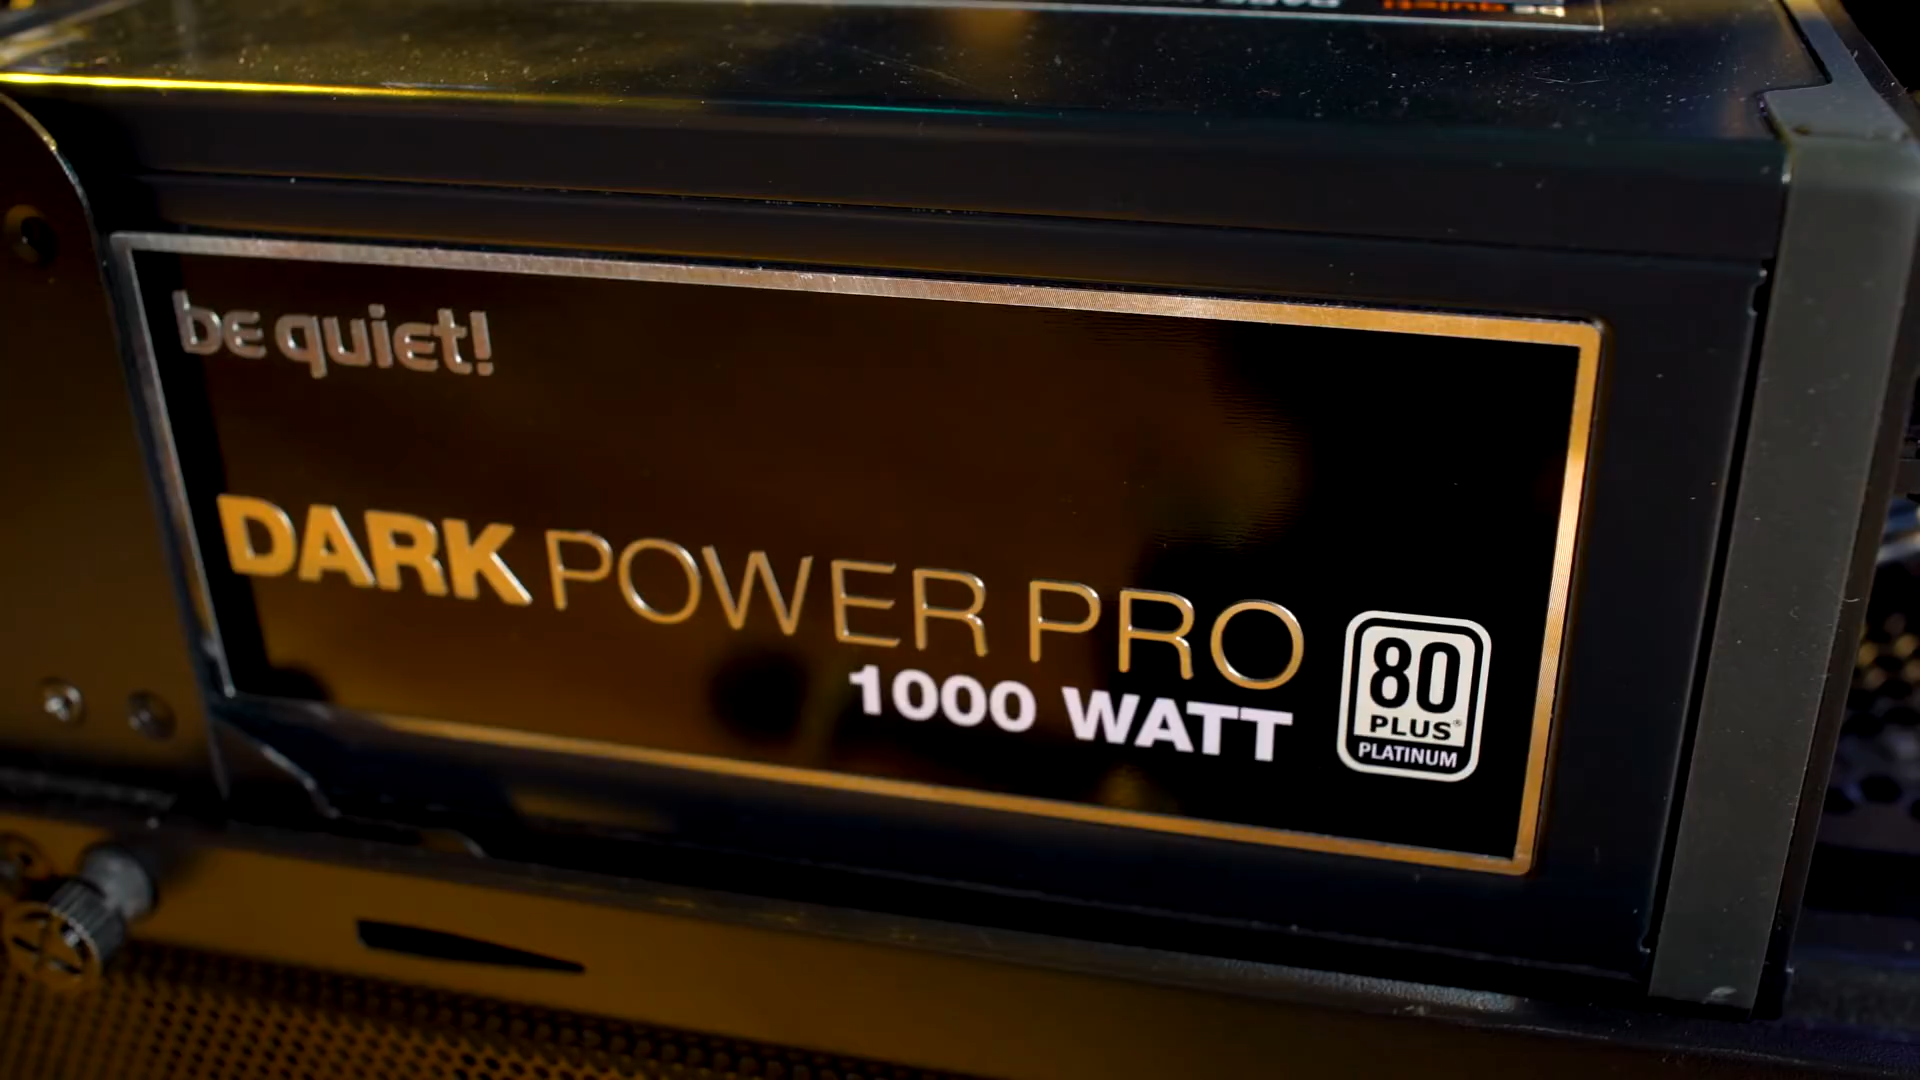 be quiet!
DARK POWER PRO
1000 WATT
80
PLUS®
PLATINUM